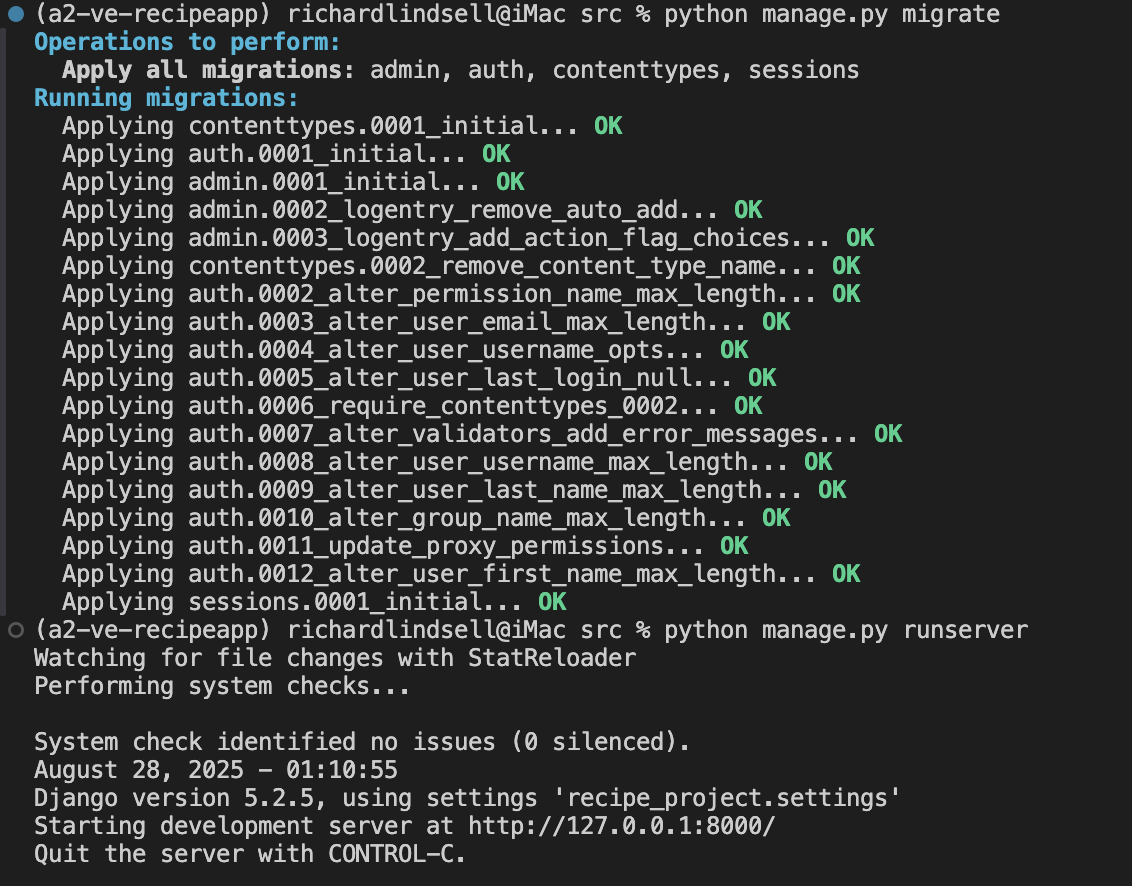 (a2-ve-recipeapp) richardlindsell@iMac src % python manage.py migrate
Operations to perform:
  Apply all migrations: admin, auth, contenttypes, sessions
Running migrations:
  Applying contenttypes.0001_initial... OK
  Applying auth.0001_initial... OK
  Applying admin.0001_initial... OK
  Applying admin.0002_logentry_remove_auto_add... OK
  Applying admin.0003_logentry_add_action_flag_choices... OK
  Applying contenttypes.0002_remove_content_type_name... OK
  Applying auth.0002_alter_permission_name_max_length... OK
  Applying auth.0003_alter_user_email_max_length... OK
  Applying auth.0004_alter_user_username_opts... OK
  Applying auth.0005_alter_user_last_login_null... OK
  Applying auth.0006_require_contenttypes_0002... OK
  Applying auth.0007_alter_validators_add_error_messages... OK
  Applying auth.0008_alter_user_username_max_length... OK
  Applying auth.0009_alter_user_last_name_max_length... OK
  Applying auth.0010_alter_group_name_max_length... OK
  Applying auth.0011_update_proxy_permissions... OK
  Applying auth.0012_alter_user_first_name_max_length... OK
  Applying sessions.0001_initial... OK
(a2-ve-recipeapp) richardlindsell@iMac src % python manage.py runserver
Watching for file changes with StatReloader
Performing system checks...

System check identified no issues (0 silenced).
August 28, 2025 - 01:10:55
Django version 5.2.5, using settings 'recipe_project.settings'
Starting development server at http://127.0.0.1:8000/
Quit the server with CONTROL-C.